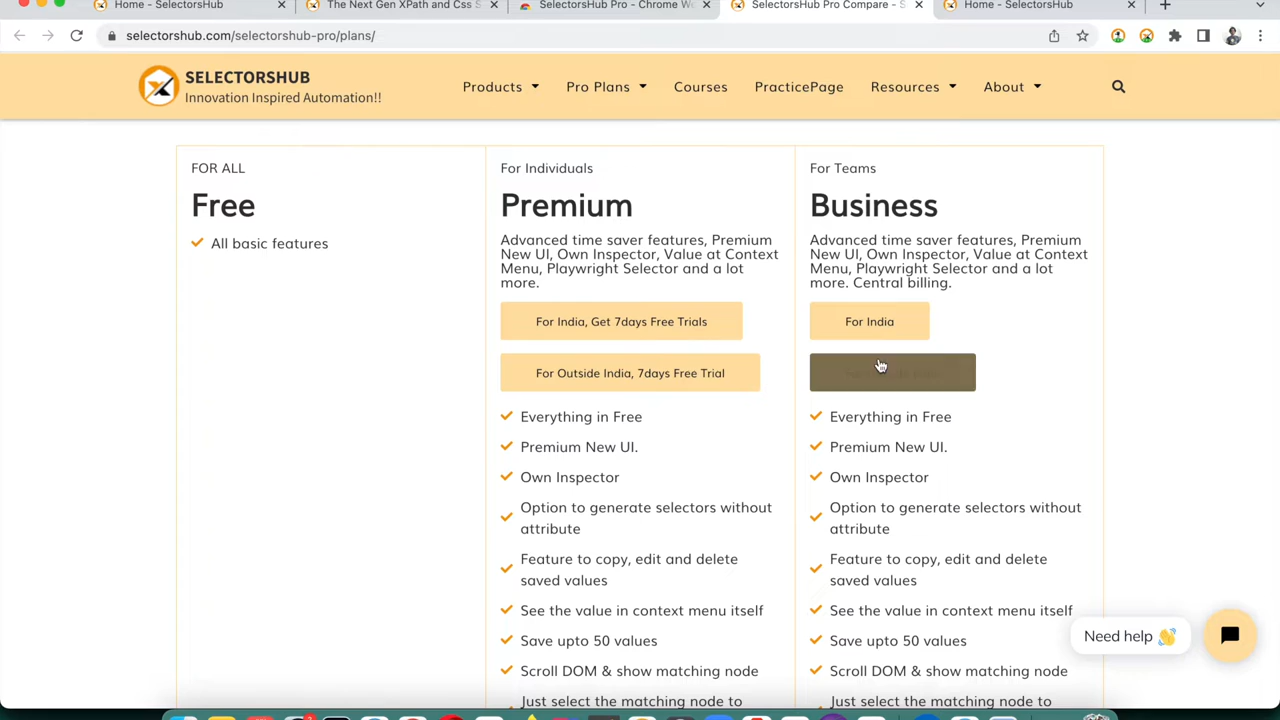 Home - SelectorsHub
The Next Gen XPath and Css S
SelectorsHub Pro - Chrome We
SelectorsHub Pro Compare - S
Home - SelectorsHub
selectorshub.com/selectorshub-pro/plans/
SELECTORSHUB
Innovation Inspired Automation!!
Products
Pro Plans
Courses
PracticePage
Resources
About
FOR ALL
Free
All basic features
For Individuals
Premium
Advanced time saver features, Premium
New UI, Own Inspector, Value at Context
Menu, Playwright Selector and a lot
more.
For India, Get 7days Free Trials
For Outside India, 7days Free Trial
Everything in Free
Premium New UI.
Own Inspector
Option to generate selectors without
attribute
Feature to copy, edit and delete
saved values
See the value in context menu itself
Save upto 50 values
Scroll DOM & show matching node
Just select the matching node to
For Teams
Business
Advanced time saver features, Premium
New UI, Own Inspector, Value at Context
Menu, Playwright Selector and a lot
more. Central billing.
For India
Everything in Free
Premium New UI.
Own Inspector
Option to generate selectors without
attribute
Feature to copy, edit and delete
saved values
See the value in context menu itself
Save upto 50 values
Scroll DOM & show matching node
Just select the matching node to
Need help 👋